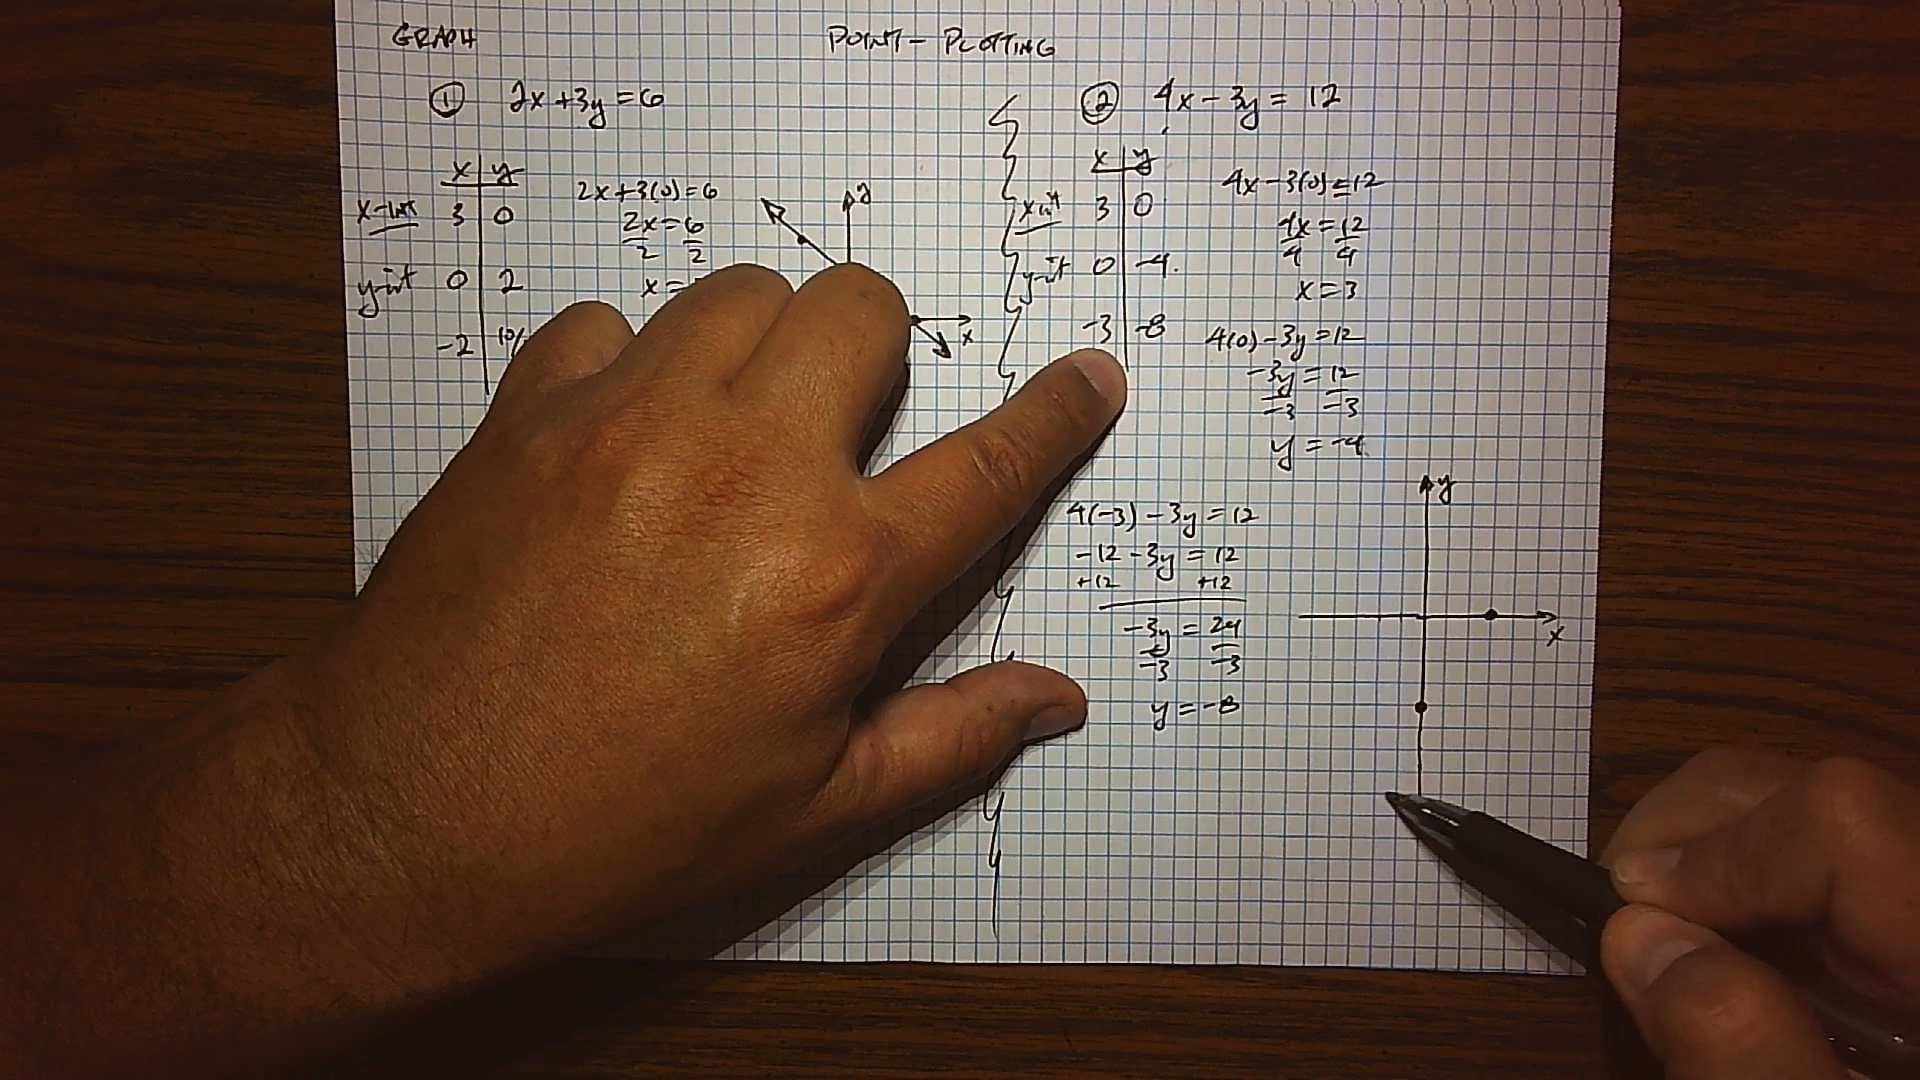 GRAPH
POINT - PLOTTING
① 2x + 3y = 6
x y
x-int 3 0
y-int 0 2
-2 10/
2x + 3(0) = 6
2x = 6
2 2
x =
y
x
② 4x - 3y = 12
x y
x int 3 0
y-int 0 -4.
-3 -8
4x - 3(0) = 12
4x = 12
4 4
x = 3
4(0) - 3y = 12
-3y = 12
-3 -3
y = -4
4(-3) - 3y = 12
-12 - 3y = 12
+12 +12
-3y = 24
-3 -3
y = -8
y
x